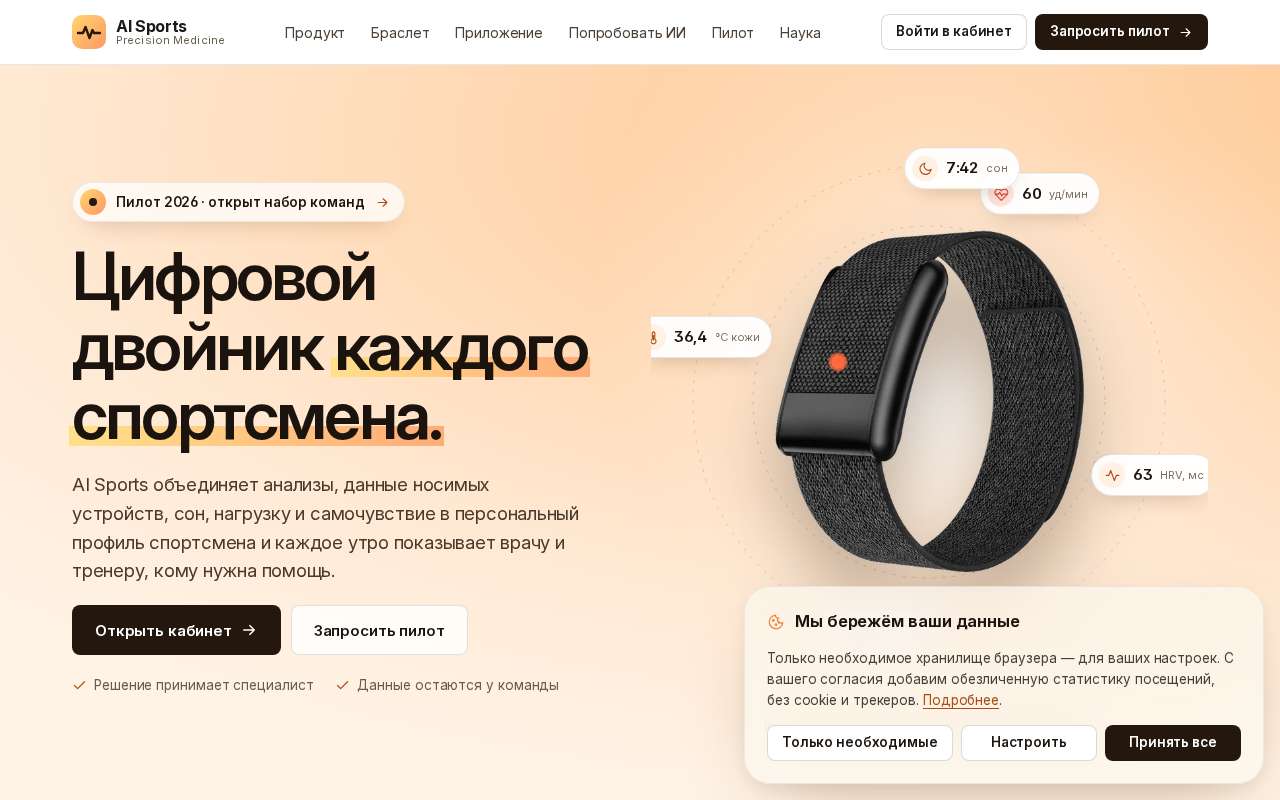 AI Sports
Precision Medicine
Продукт
Браслет
Приложение
Попробовать ИИ
Пилот
Наука
Войти в кабинет
Запросить пилот →
Пилот 2026 · открыт набор команд →
Цифровой
двойник каждого
спортсмена.
AI Sports объединяет анализы, данные носимых
устройств, сон, нагрузку и самочувствие в персональный
профиль спортсмена и каждое утро показывает врачу и
тренеру, кому нужна помощь.
Открыть кабинет →
Запросить пилот
Решение принимает специалист
Данные остаются у команды
7:42 сон
60 уд/мин
36,4 °C кожи
63 HRV, мс
Мы бережём ваши данные
Только необходимое хранилище браузера — для ваших настроек. С
вашего согласия добавим обезличенную статистику посещений,
без cookie и трекеров. Подробнее.
Только необходимые
Настроить
Принять все